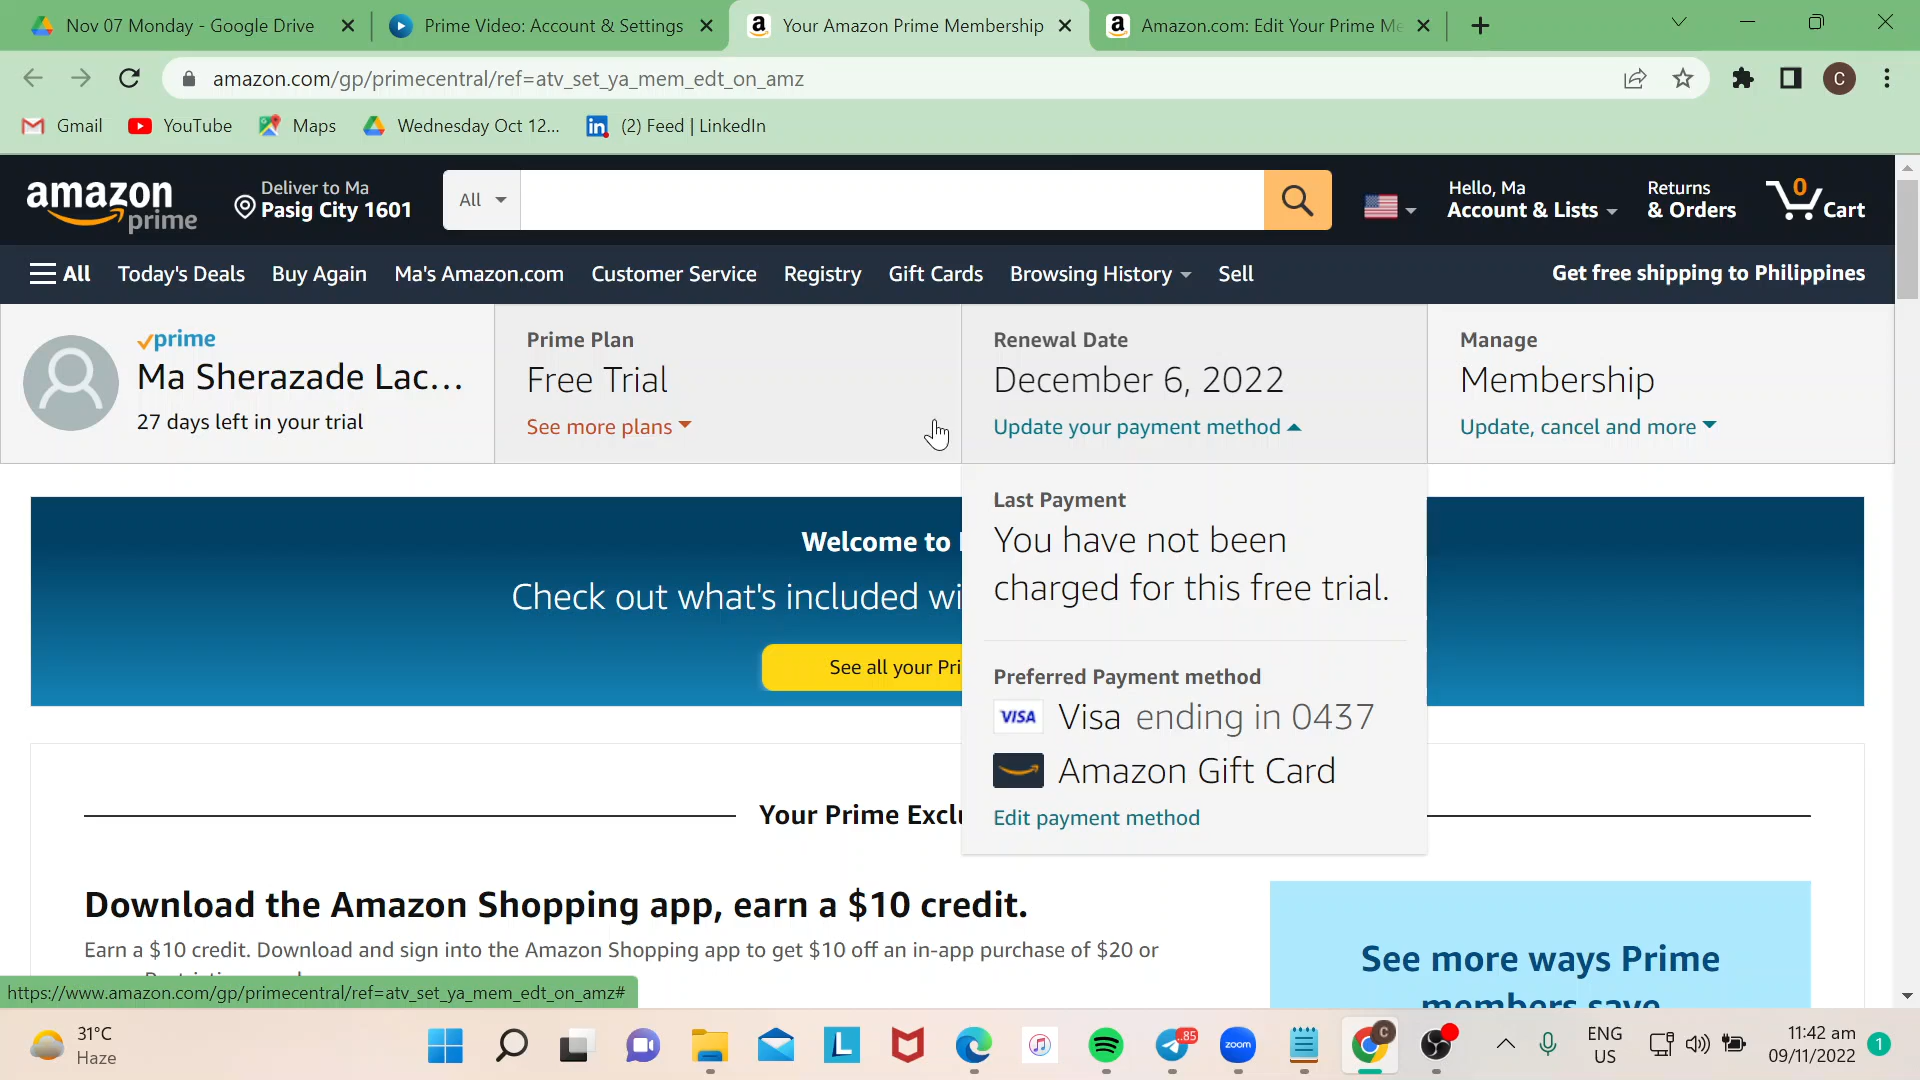 Nov 07 Monday - Google Drive
Prime Video: Account & Settings
Your Amazon Prime Membership
Amazon.com: Edit Your Prime Me
amazon.com/gp/primecentral/ref=atv_set_ya_mem_edt_on_amz
C
Gmail
YouTube
Maps
Wednesday Oct 12...
(2) Feed | LinkedIn
amazon
prime
Deliver to Ma
Pasig City 1601
All
Hello, Ma
Account & Lists
Returns
& Orders
0
Cart
All
Today's Deals
Buy Again
Ma's Amazon.com
Customer Service
Registry
Gift Cards
Browsing History
Sell
Get free shipping to Philippines
prime
Ma Sherazade Lac...
27 days left in your trial
Prime Plan
Free Trial
See more plans
Renewal Date
December 6, 2022
Update your payment method
Manage
Membership
Update, cancel and more
Last Payment
You have not been
charged for this free trial.
Preferred Payment method
VISA
Visa ending in 0437
Amazon Gift Card
Edit payment method
Welcome to
Check out what's included wi
See all your Pri
Your Prime Exclu
Download the Amazon Shopping app, earn a $10 credit.
Earn a $10 credit. Download and sign into the Amazon Shopping app to get $10 off an in-app purchase of $20 or
See more ways Prime
members save
https://www.amazon.com/gp/primecentral/ref=atv_set_ya_mem_edt_on_amz#
31°C
Haze
L
85
zoom
C
ENG
US
11:42 am
09/11/2022
1